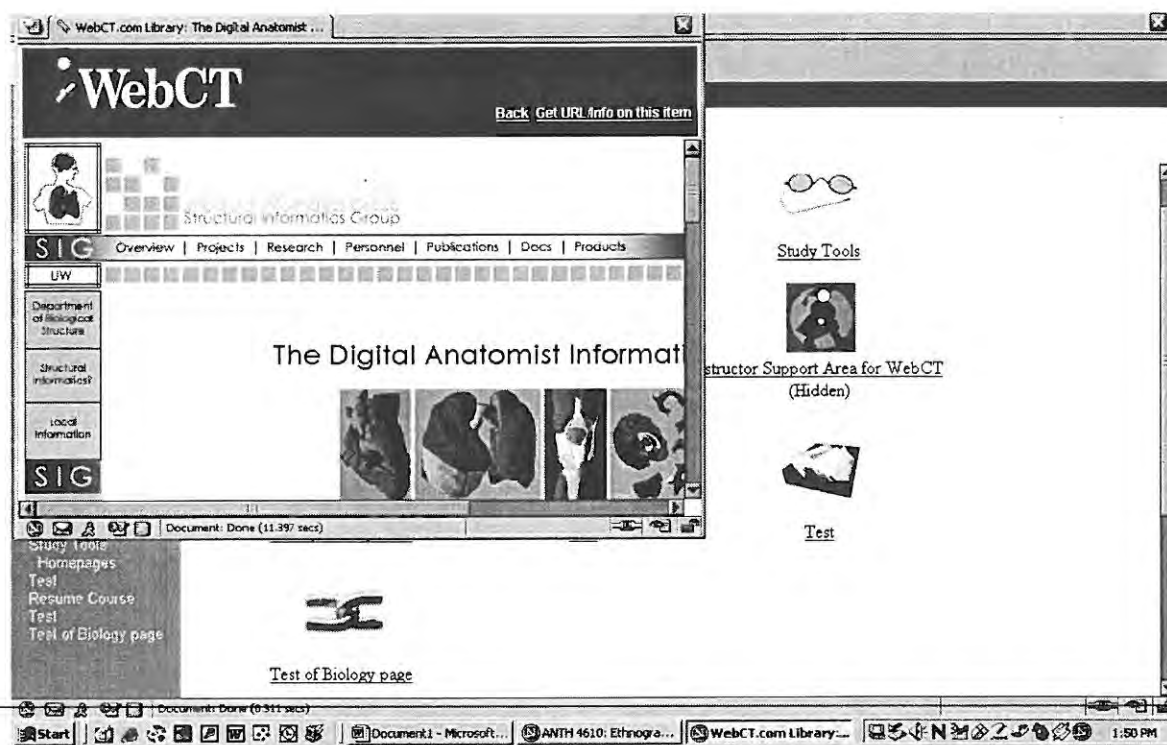 WebCT.com Library: The Digital Anatomist ...
WebCT
Back Get URL/Info on this item
Structural Informatics Group
SIG
Overview | Projects | Research | Personnel | Publications | Docs | Products
UW
Department
of Biological
Structure
Structural
Informatics?
Local
Information
SIG
The Digital Anatomist Informati
Document: Done (11.397 secs)
Study Tools
structor Support Area for WebCT
(Hidden)
Test
Study Tools
Homepages
Test
Resume Course
Test
Test of Biology page
Test of Biology page
Document: Done (6.311 secs)
Start
Document1 - Microsoft...
ANTH 4610: Ethnogra...
WebCT.com Library:...
1:50 PM